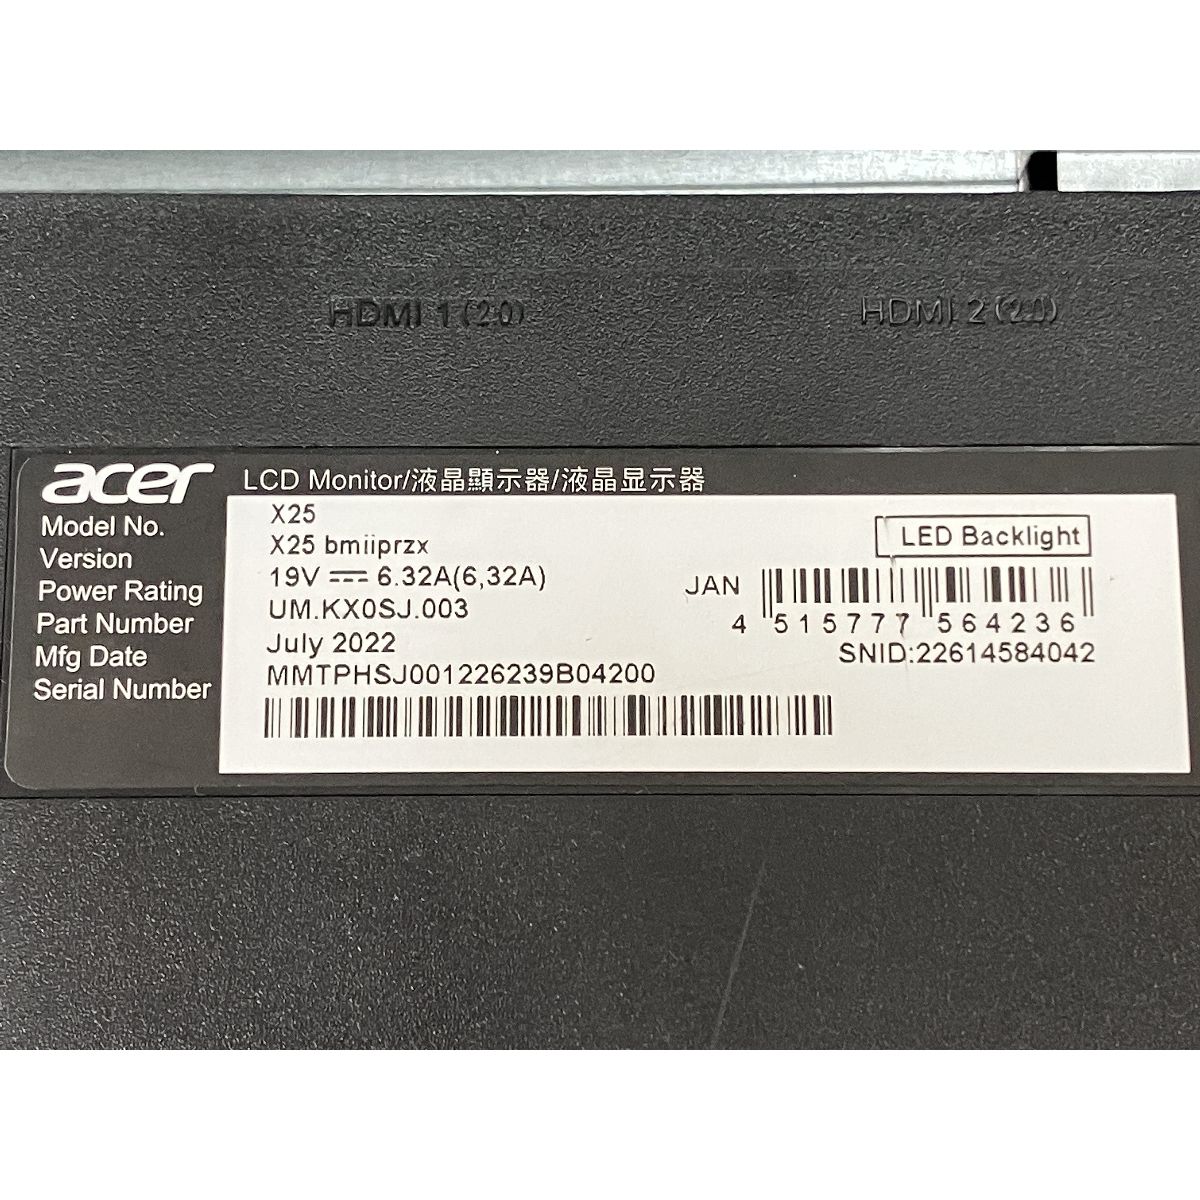 HDMI 1 (2.0) HDMI 2 (2.0)
acer LCD Monitor/液晶顯示器/液晶显示器
Model No. X25
Version X25 bmiiprzx
LED Backlight
Power Rating 19V ⎓ 6.32A(6,32A)
JAN
Part Number UM.KX0SJ.003
4 515777 564236
Mfg Date July 2022
SNID:22614584042
Serial Number MMTPHSJ001226239B04200